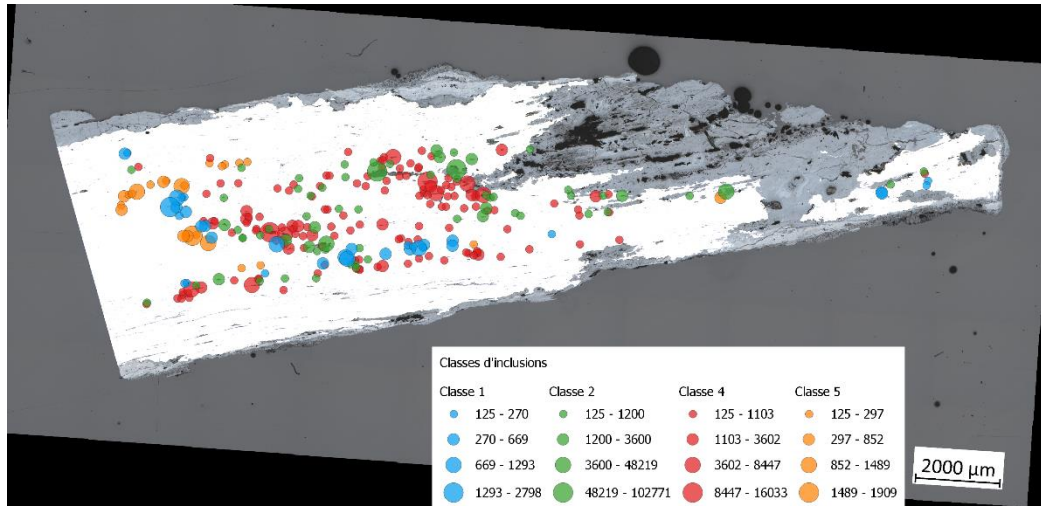 Classes d'inclusions
Classe 1 Classe 2 Classe 4 Classe 5
125 - 270 125 - 1200 125 - 1103 125 - 297
270 - 669 1200 - 3600 1103 - 3602 297 - 852
669 - 1293 3600 - 48219 3602 - 8447 852 - 1489
1293 - 2798 48219 - 102771 8447 - 16033 1489 - 1909
2000 µm